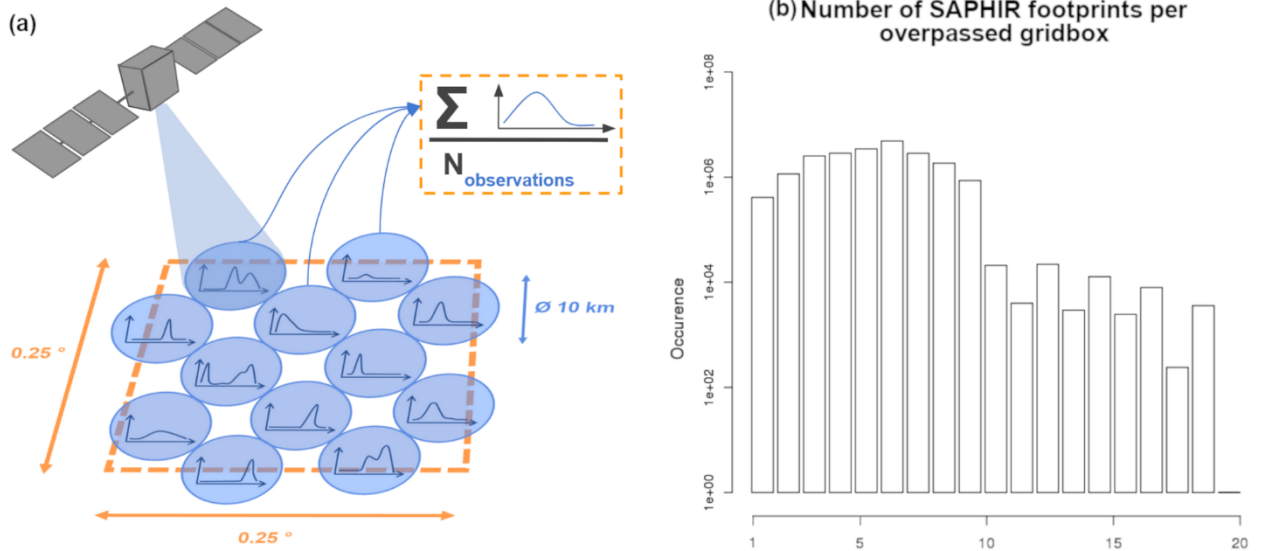 (a)
Σ
N observations
Ø 10 km
0.25 °
0.25 °
(b) Number of SAPHIR footprints per
overpassed gridbox
Occurence
1e+08
1e+06
1e+04
1e+02
1e+00
1 5 10 15 20